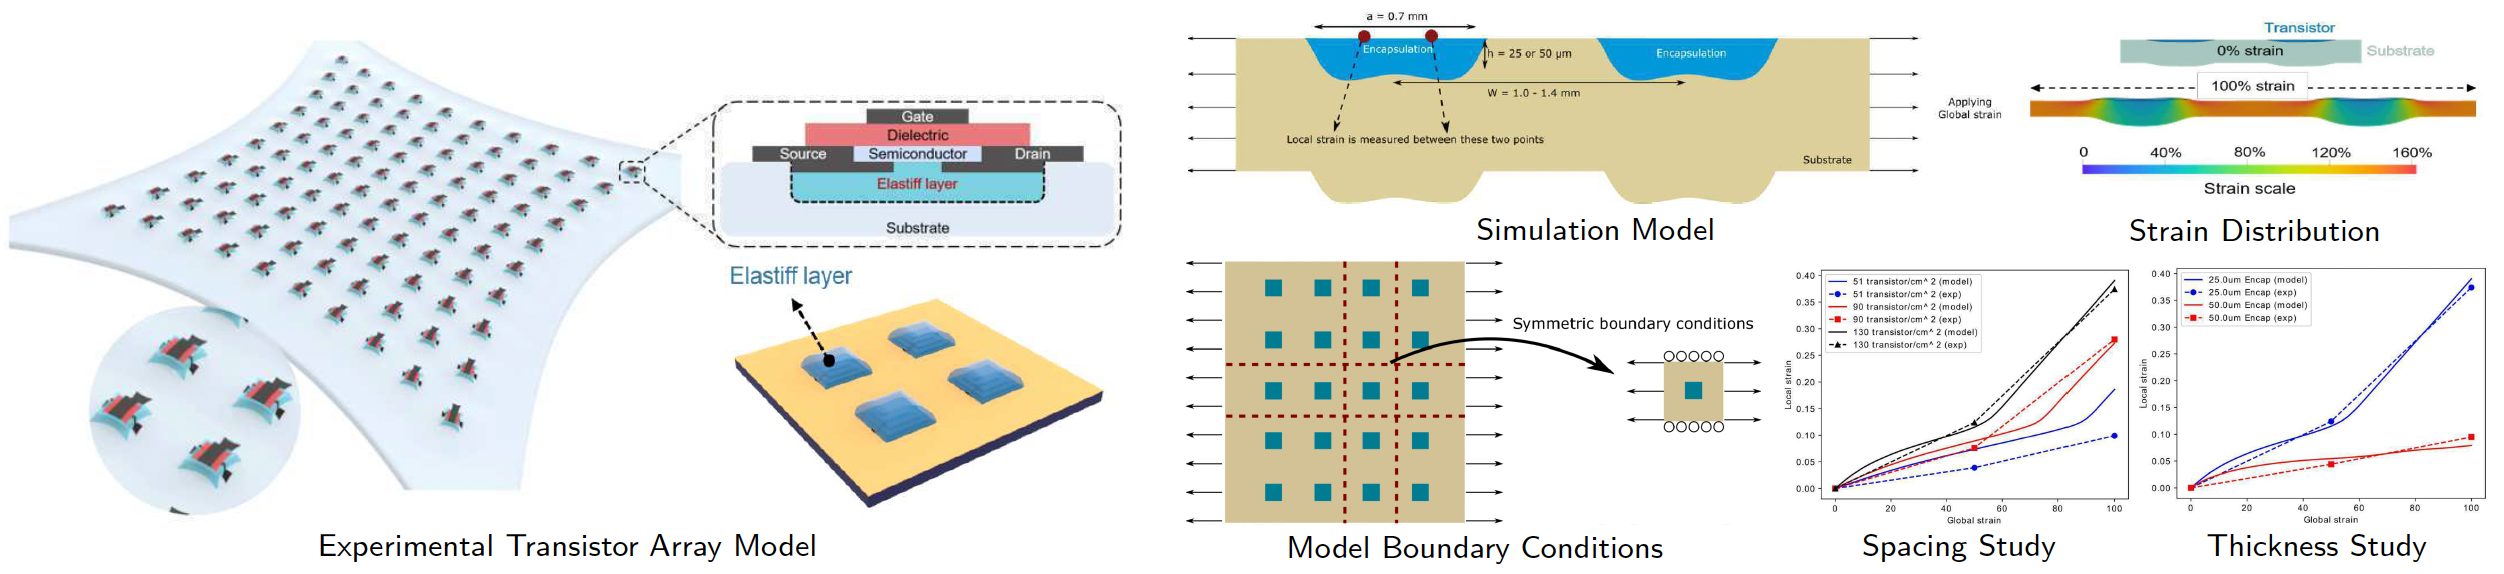 Gate
Dielectric
Source
Semiconductor
Drain
Elastiff layer
Substrate
Elastiff layer
Experimental Transistor Array Model
a = 0.7 mm
Encapsulation
h = 25 or 50 µm
Encapsulation
W = 1.0 - 1.4 mm
Local strain is measured between these two points
Substrate
Simulation Model
Transistor
0% strain
Substrate
100% strain
Applying
Global strain
0 40% 80% 120% 160%
Strain scale
Strain Distribution
Symmetric boundary conditions
Model Boundary Conditions
51 transistor/cm^ 2 (model)
51 transistor/cm^ 2 (exp)
90 transistor/cm^ 2 (model)
90 transistor/cm^ 2 (exp)
130 transistor/cm^ 2 (model)
130 transistor/cm^ 2 (exp)
0.40
0.35
0.30
0.25
0.20
0.15
0.10
0.05
0.00
Local strain
0 20 40 60 80 100
Global strain
Spacing Study
25.0um Encap (model)
25.0um Encap (exp)
50.0um Encap (model)
50.0um Encap (exp)
0.40
0.35
0.30
0.25
0.20
0.15
0.10
0.05
0.00
Local strain
0 20 40 60 80 100
Global strain
Thickness Study